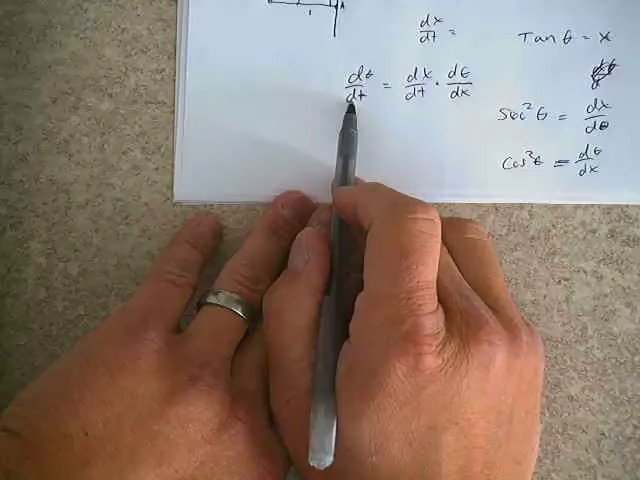 dx/dt =
Tan θ = x
dθ/dt = dx/dt · dθ/dx
sec²θ = dx/dθ
cos²θ = dθ/dx